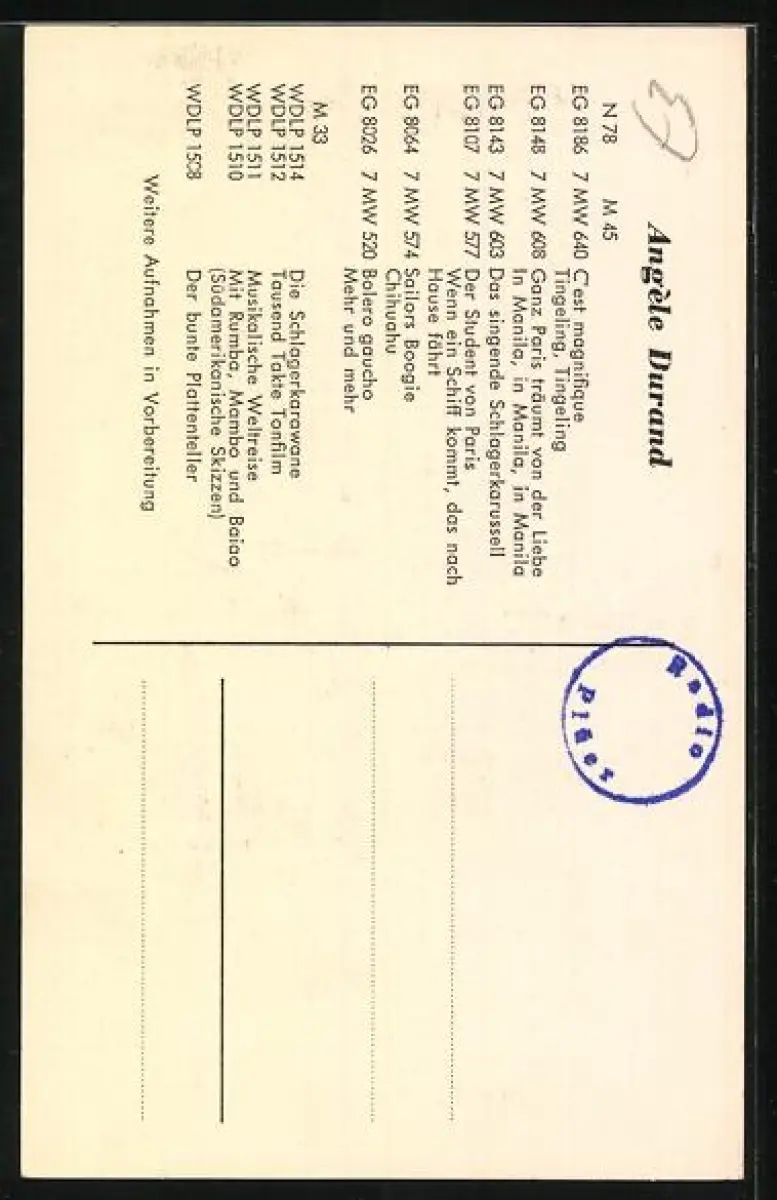 Angèle Durand
N 78 M 45
EG 8186 7 MW 640 C'est magnifique
Tingeling, Tingeling
EG 8148 7 MW 608 Ganz Paris träumt von der Liebe
In Manila, in Manila, in Manila
EG 8143 7 MW 603 Das singende Schlagerkarussell
EG 8107 7 MW 577 Der Student von Paris
Wenn ein Schiff kommt, das nach
Hause fährt
EG 8064 7 MW 574 Sailors Boogie
Chihuahu
EG 8026 7 MW 520 Bolero gaucho
Mehr und mehr
M 33
WDLP 1514 Die Schlagerkarawane
WDLP 1512 Tausend Takte Tonfilm
WDLP 1511 Musikalische Weltreise
WDLP 1510 Mit Rumba, Mambo und Baiao
(Südamerikanische Skizzen)
WDLP 1508 Der bunte Plattenteller
Weitere Aufnahmen in Vorbereitung
Radio